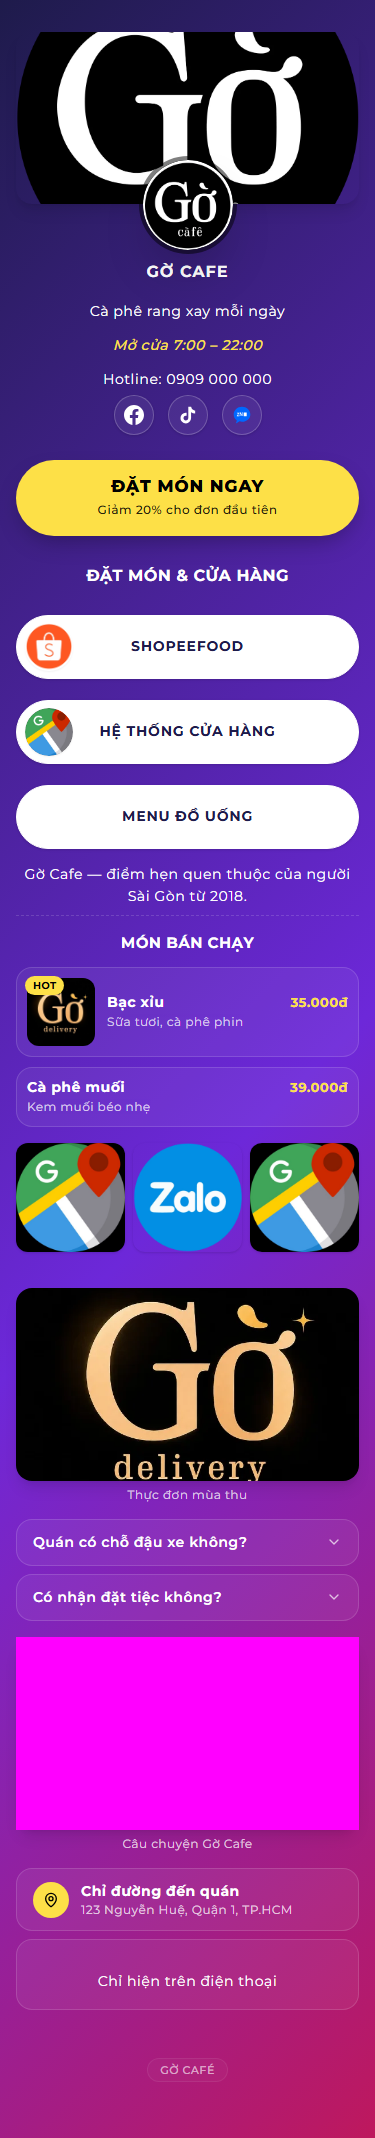 Gờ
Gờ
càfê
GỜ CAFE
Cà phê rang xay mỗi ngày
Mở cửa 7:00 – 22:00
Hotline: 0909 000 000
ĐẶT MÓN NGAY
Giảm 20% cho đơn đầu tiên
ĐẶT MÓN & CỬA HÀNG
S
SHOPEEFOOD
G
HỆ THỐNG CỬA HÀNG
MENU ĐỒ UỐNG
Gờ Cafe — điểm hẹn quen thuộc của người
Sài Gòn từ 2018.
MÓN BÁN CHẠY
HOT
Gờ
delivery
Bạc xỉu
35.000đ
Sữa tươi, cà phê phin
Cà phê muối
39.000đ
Kem muối béo nhẹ
G
Zalo
G
Gờ
delivery
Thực đơn mùa thu
Quán có chỗ đậu xe không?
Có nhận đặt tiệc không?
Câu chuyện Gờ Cafe
Chỉ đường đến quán
123 Nguyễn Huệ, Quận 1, TP.HCM
Chỉ hiện trên điện thoại
GỜ CAFÉ